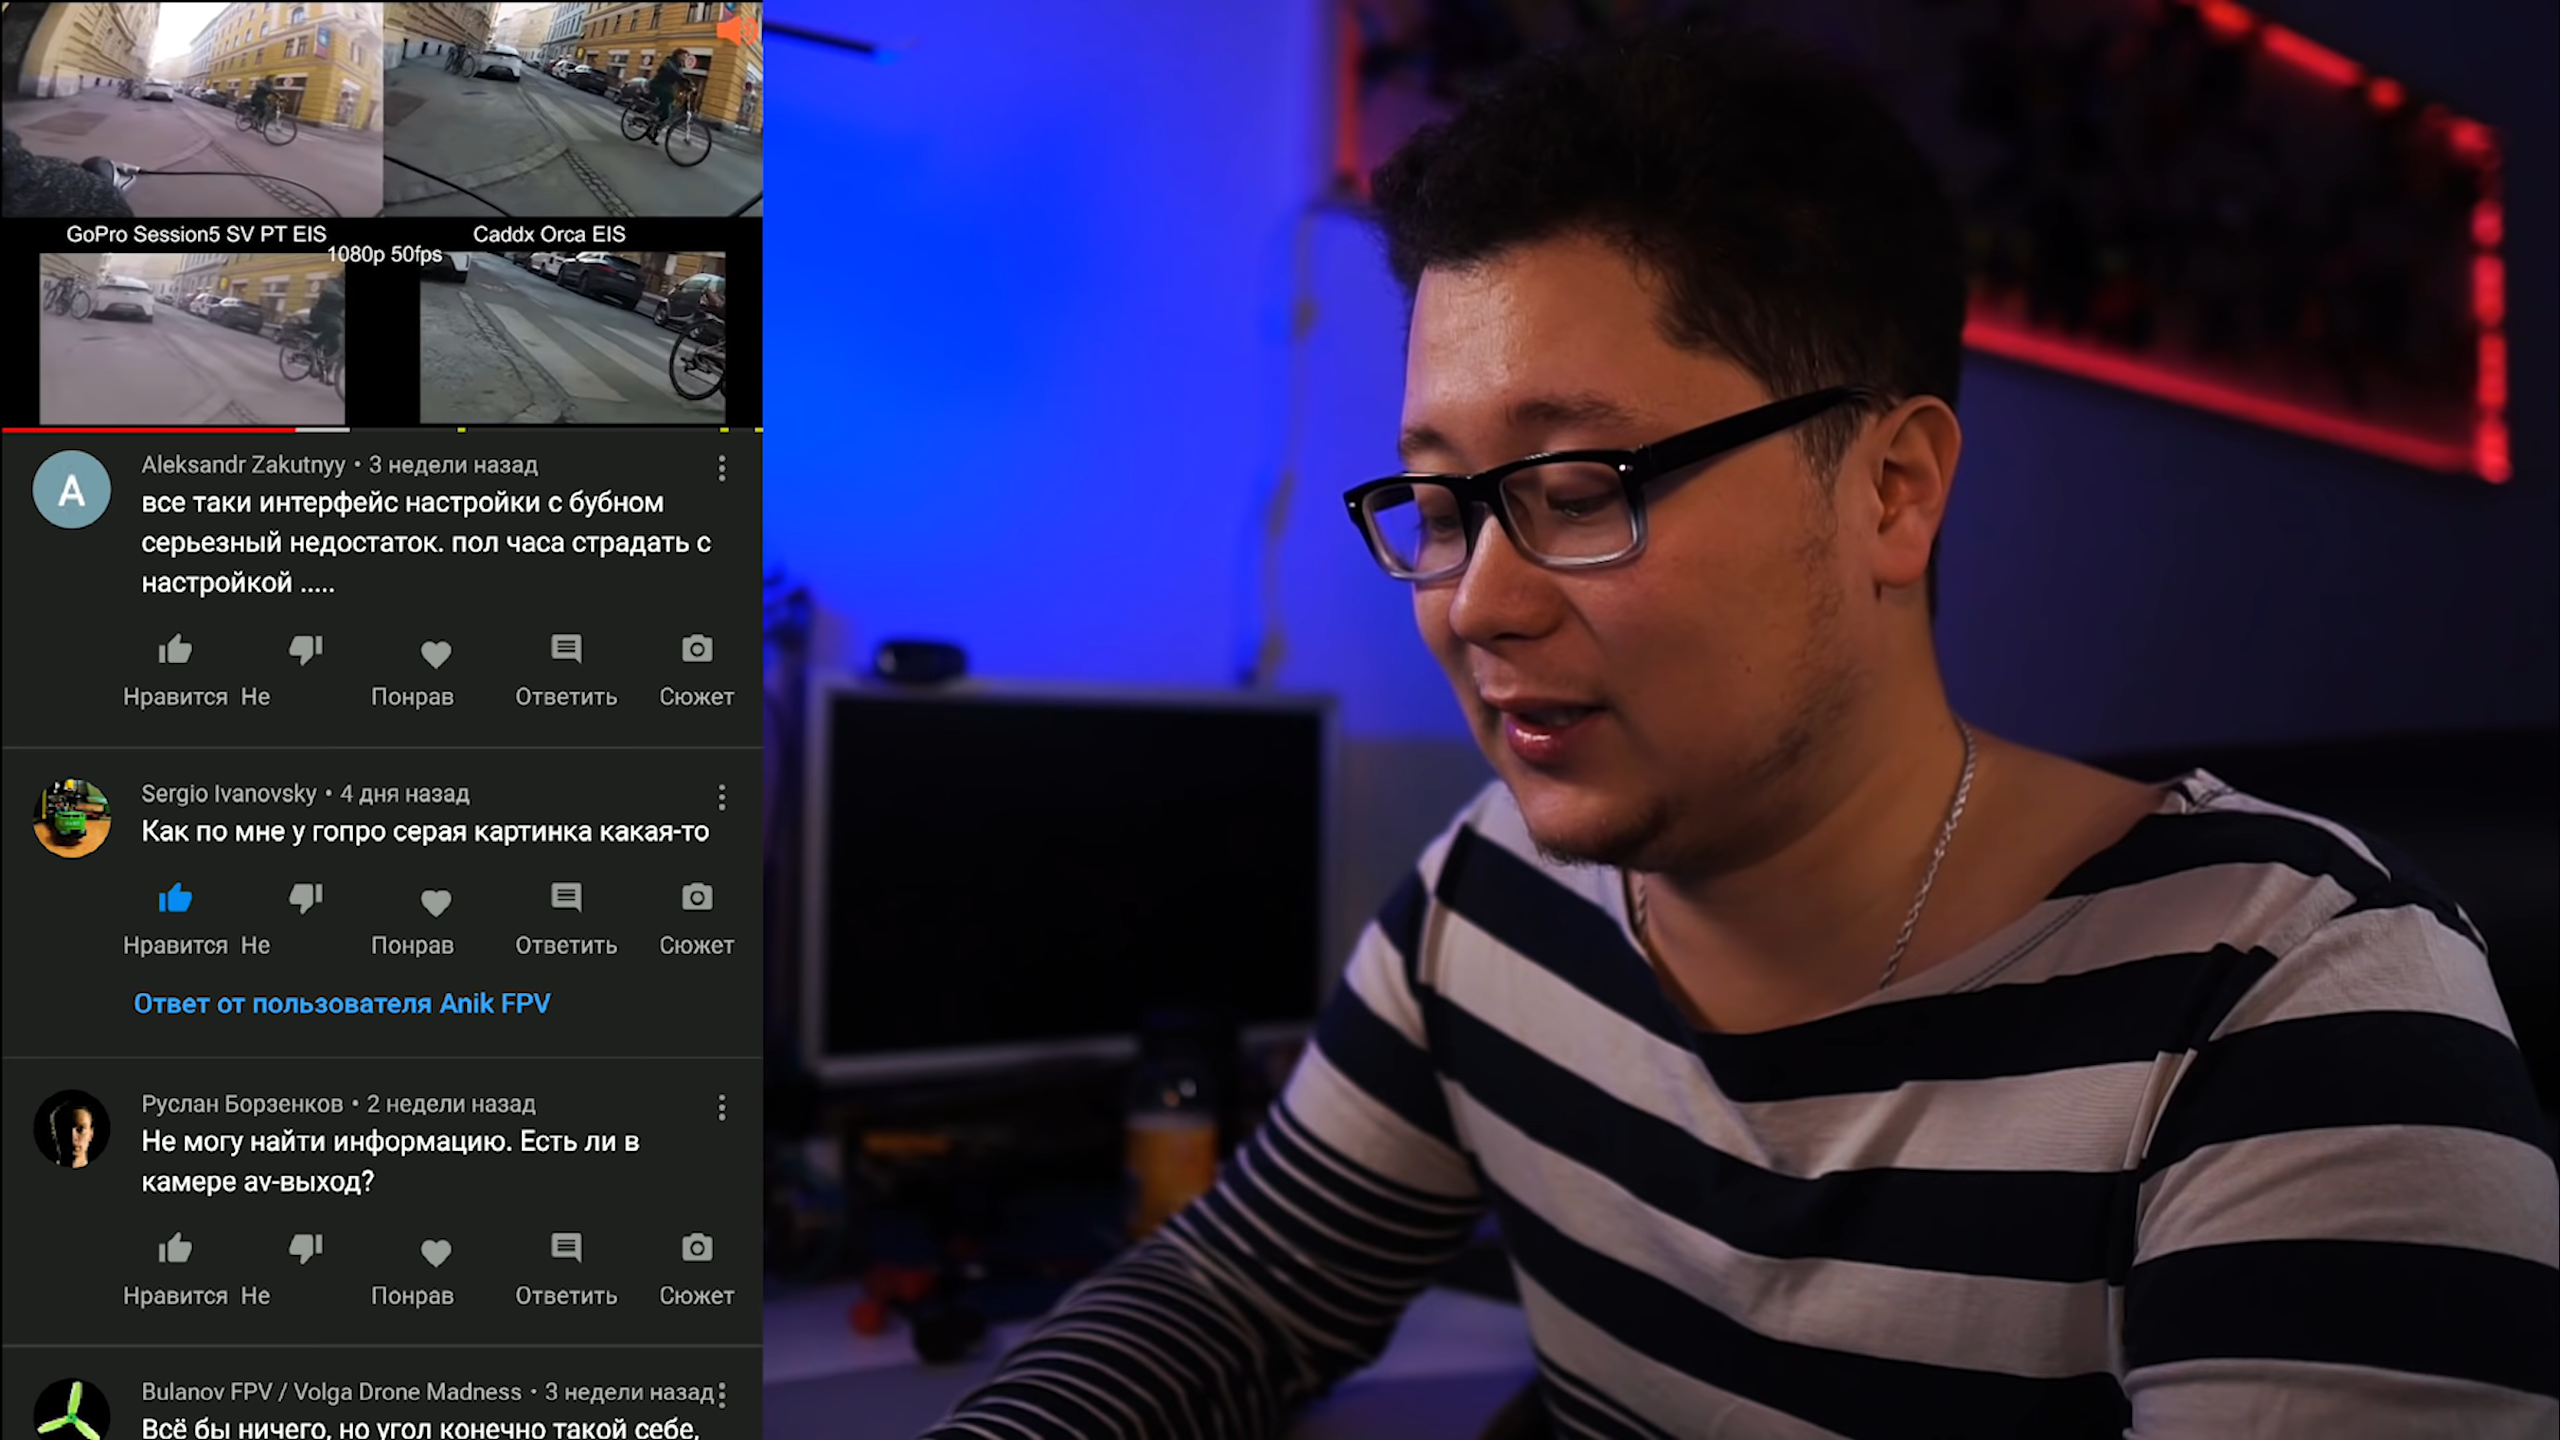 GoPro Session5 SV PT EIS
Caddx Orca EIS
1080p 50fps
A
Aleksandr Zakutnyy • 3 недели назад
все таки интерфейс настройки с бубном
серьезный недостаток. пол часа страдать с
настройкой .....
Нравится Не Понрав Ответить Сюжет
Sergio Ivanovsky • 4 дня назад
Как по мне у гопро серая картинка какая-то
Нравится Не Понрав Ответить Сюжет
Ответ от пользователя Anik FPV
Руслан Борзенков • 2 недели назад
Не могу найти информацию. Есть ли в
камере av-выход?
Нравится Не Понрав Ответить Сюжет
Bulanov FPV / Volga Drone Madness • 3 недели назад
Всё бы ничего, но угол конечно такой себе,